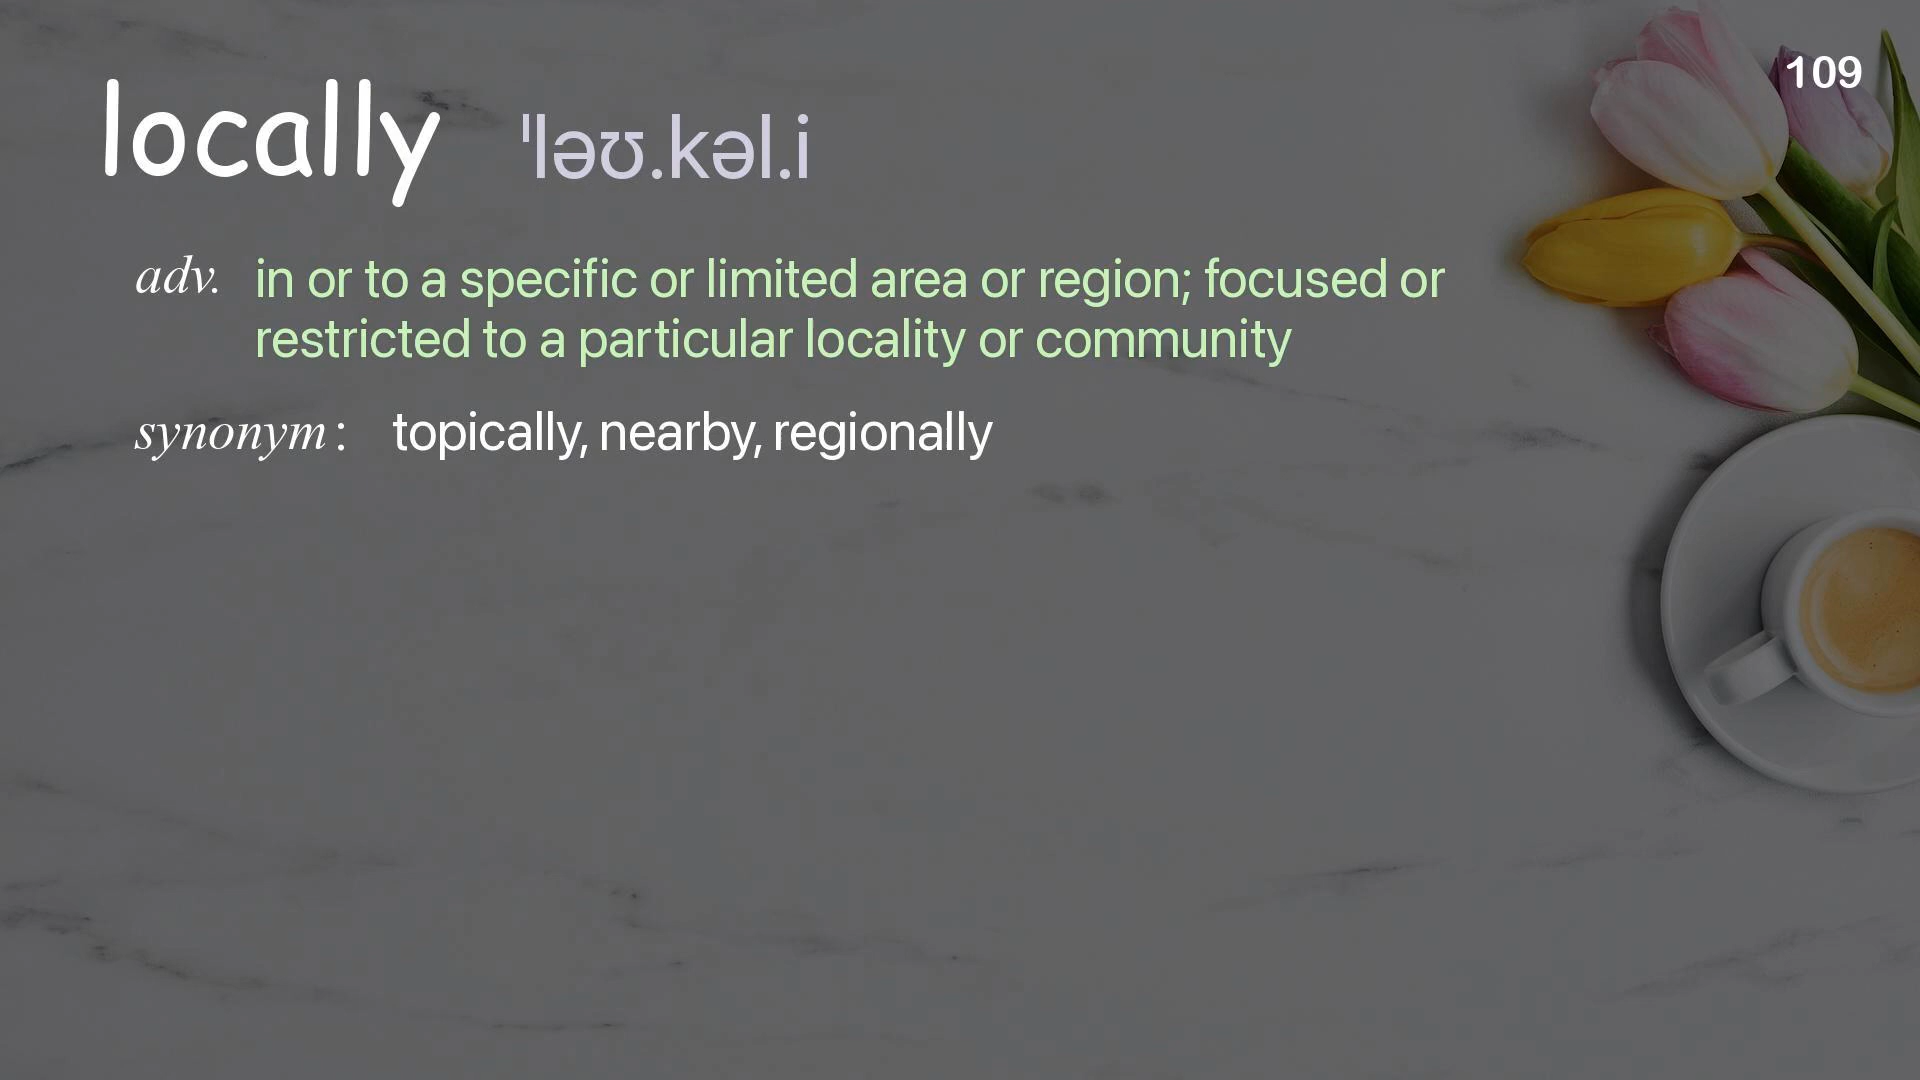 109
locally ˈləʊ.kəl.i
adv. in or to a specific or limited area or region; focused or
restricted to a particular locality or community
synonym : topically, nearby, regionally